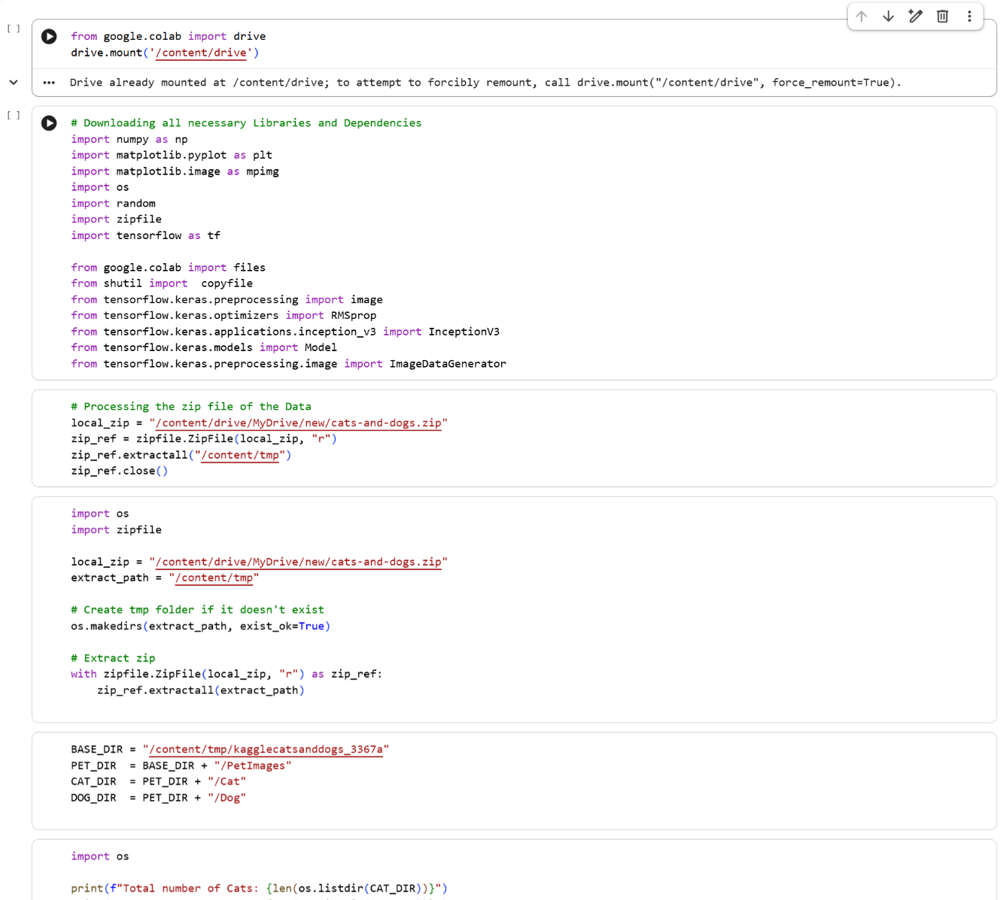 [ ]
from google.colab import drive
drive.mount('/content/drive')
Drive already mounted at /content/drive; to attempt to forcibly remount, call drive.mount("/content/drive", force_remount=True).
[ ]
# Downloading all necessary Libraries and Dependencies
import numpy as np
import matplotlib.pyplot as plt
import matplotlib.image as mpimg
import os
import random
import zipfile
import tensorflow as tf
from google.colab import files
from shutil import  copyfile
from tensorflow.keras.preprocessing import image
from tensorflow.keras.optimizers import RMSprop
from tensorflow.keras.applications.inception_v3 import InceptionV3
from tensorflow.keras.models import Model
from tensorflow.keras.preprocessing.image import ImageDataGenerator
# Processing the zip file of the Data
local_zip = "/content/drive/MyDrive/new/cats-and-dogs.zip"
zip_ref = zipfile.ZipFile(local_zip, "r")
zip_ref.extractall("/content/tmp")
zip_ref.close()
import os
import zipfile
local_zip = "/content/drive/MyDrive/new/cats-and-dogs.zip"
extract_path = "/content/tmp"
# Create tmp folder if it doesn't exist
os.makedirs(extract_path, exist_ok=True)
# Extract zip
with zipfile.ZipFile(local_zip, "r") as zip_ref:
    zip_ref.extractall(extract_path)
BASE_DIR = "/content/tmp/kagglecatsanddogs_3367a"
PET_DIR  = BASE_DIR + "/PetImages"
CAT_DIR  = PET_DIR + "/Cat"
DOG_DIR  = PET_DIR + "/Dog"
import os
print(f"Total number of Cats: {len(os.listdir(CAT_DIR))}")